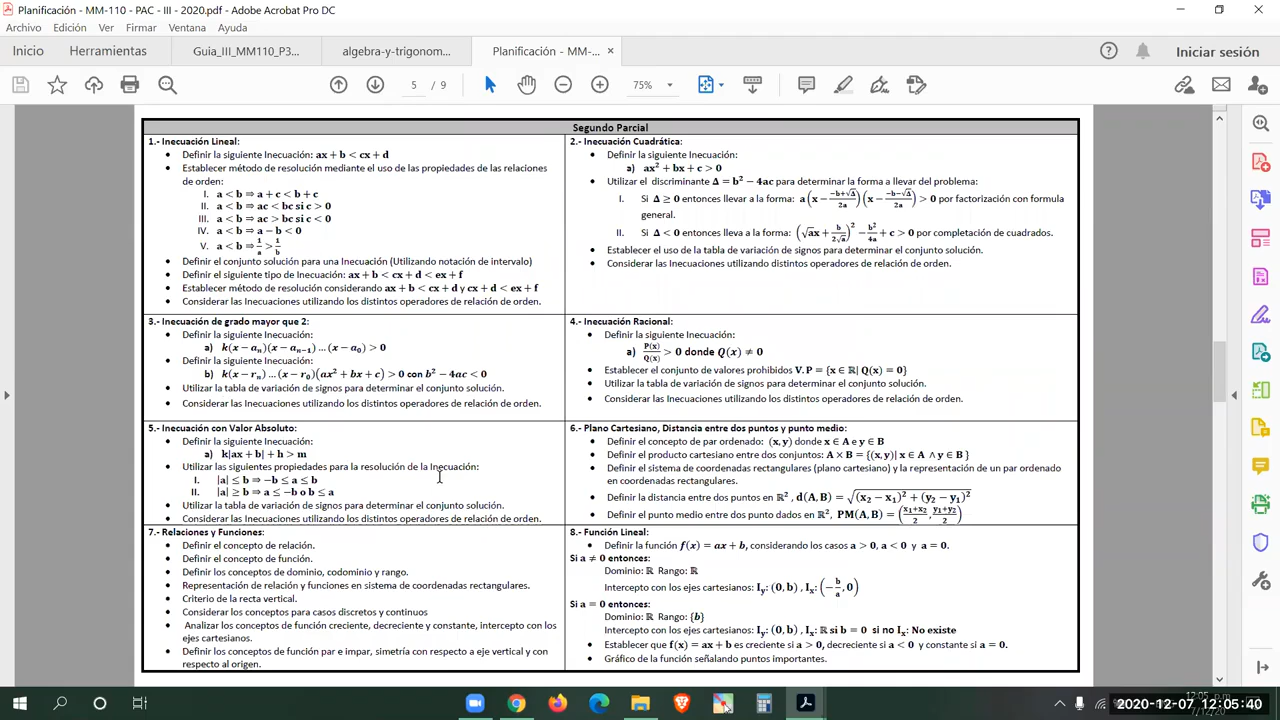 Planificación - MM-110 - PAC - III - 2020.pdf - Adobe Acrobat Pro DC
Archivo Edición Ver Firmar Ventana Ayuda
Inicio Herramientas Guia_III_MM110_P3... algebra-y-trigonom... Planificación - MM-... × Iniciar sesión
5 / 9 75%
Segundo Parcial
1.- Inecuación Lineal:
• Definir la siguiente Inecuación: ax + b < cx + d
• Establecer método de resolución mediante el uso de las propiedades de las relaciones
de orden:
I. a < b ⇒ a + c < b + c
II. a < b ⇒ ac < bc si c > 0
III. a < b ⇒ ac > bc si c < 0
IV. a < b ⇒ a − b < 0
V. a < b ⇒ 1/a > 1/b
• Definir el conjunto solución para una Inecuación (Utilizando notación de intervalo)
• Definir el siguiente tipo de Inecuación: ax + b < cx + d < ex + f
• Establecer método de resolución considerando ax + b < cx + d y cx + d < ex + f
• Considerar las Inecuaciones utilizando los distintos operadores de relación de orden.
2.- Inecuación Cuadrática:
• Definir la siguiente Inecuación:
a) ax² + bx + c > 0
• Utilizar el discriminante Δ = b² − 4ac para determinar la forma a llevar del problema:
I. Si Δ ≥ 0 entonces llevar a la forma: a(x − (−b+√Δ)/2a)(x − (−b−√Δ)/2a) > 0 por factorización con formula
general.
II. Si Δ < 0 entonces lleva a la forma: (√a x + b/(2√a))² − b²/4a + c > 0 por completación de cuadrados.
• Establecer el uso de la tabla de variación de signos para determinar el conjunto solución.
• Considerar las Inecuaciones utilizando distintos operadores de relación de orden.
3.- Inecuación de grado mayor que 2:
• Definir la siguiente Inecuación:
a) k(x − aₙ)(x − aₙ₋₁) … (x − a₀) > 0
• Definir la siguiente Inecuación:
b) k(x − rₙ) … (x − r₀)(ax² + bx + c) > 0 con b² − 4ac < 0
• Utilizar la tabla de variación de signos para determinar el conjunto solución.
• Considerar las Inecuaciones utilizando los distintos operadores de relación de orden.
4.- Inecuación Racional:
• Definir la siguiente Inecuación:
a) P(x)/Q(x) > 0 donde Q(x) ≠ 0
• Establecer el conjunto de valores prohibidos V.P = {x ∈ ℝ| Q(x) = 0}
• Utilizar la tabla de variación de signos para determinar el conjunto solución.
• Considerar las Inecuaciones utilizando los distintos operadores de relación de orden.
5.- Inecuación con Valor Absoluto:
• Definir la siguiente Inecuación:
a) k|ax + b| + h > m
• Utilizar las siguientes propiedades para la resolución de la Inecuación:
I. |a| ≤ b ⇒ −b ≤ a ≤ b
II. |a| ≥ b ⇒ a ≤ −b o b ≤ a
• Utilizar la tabla de variación de signos para determinar el conjunto solución.
• Considerar las Inecuaciones utilizando los distintos operadores de relación de orden.
6.- Plano Cartesiano, Distancia entre dos puntos y punto medio:
• Definir el concepto de par ordenado: (x, y) donde x ∈ A e y ∈ B
• Definir el producto cartesiano entre dos conjuntos: A × B = {(x, y)| x ∈ A ∧ y ∈ B }
• Definir el sistema de coordenadas rectangulares (plano cartesiano) y la representación de un par ordenado
en coordenadas rectangulares.
• Definir la distancia entre dos puntos en ℝ² , d(A, B) = √((x₂ − x₁)² + (y₂ − y₁)²)
• Definir el punto medio entre dos punto dados en ℝ², PM(A, B) = ((x₁+x₂)/2, (y₁+y₂)/2)
7.- Relaciones y Funciones:
• Definir el concepto de relación.
• Definir el concepto de función.
• Definir los conceptos de dominio, codominio y rango.
• Representación de relación y funciones en sistema de coordenadas rectangulares.
• Criterio de la recta vertical.
• Considerar los conceptos para casos discretos y continuos
• Analizar los conceptos de función creciente, decreciente y constante, intercepto con los
ejes cartesianos.
• Definir los conceptos de función par e impar, simetría con respecto a eje vertical y con
respecto al origen.
8.- Función Lineal:
• Definir la función f(x) = ax + b, considerando los casos a > 0, a < 0 y a = 0.
Si a ≠ 0 entonces:
Dominio: ℝ Rango: ℝ
Intercepto con los ejes cartesianos: Iy: (0, b) , Ix: (−b/a, 0)
Si a = 0 entonces:
Dominio: ℝ Rango: {b}
Intercepto con los ejes cartesianos: Iy: (0, b) , Ix: ℝ si b = 0 si no Ix: No existe
• Establecer que f(x) = ax + b es creciente si a > 0, decreciente si a < 0 y constante si a = 0.
• Gráfico de la función señalando puntos importantes.
2020-12-07 12:05:40